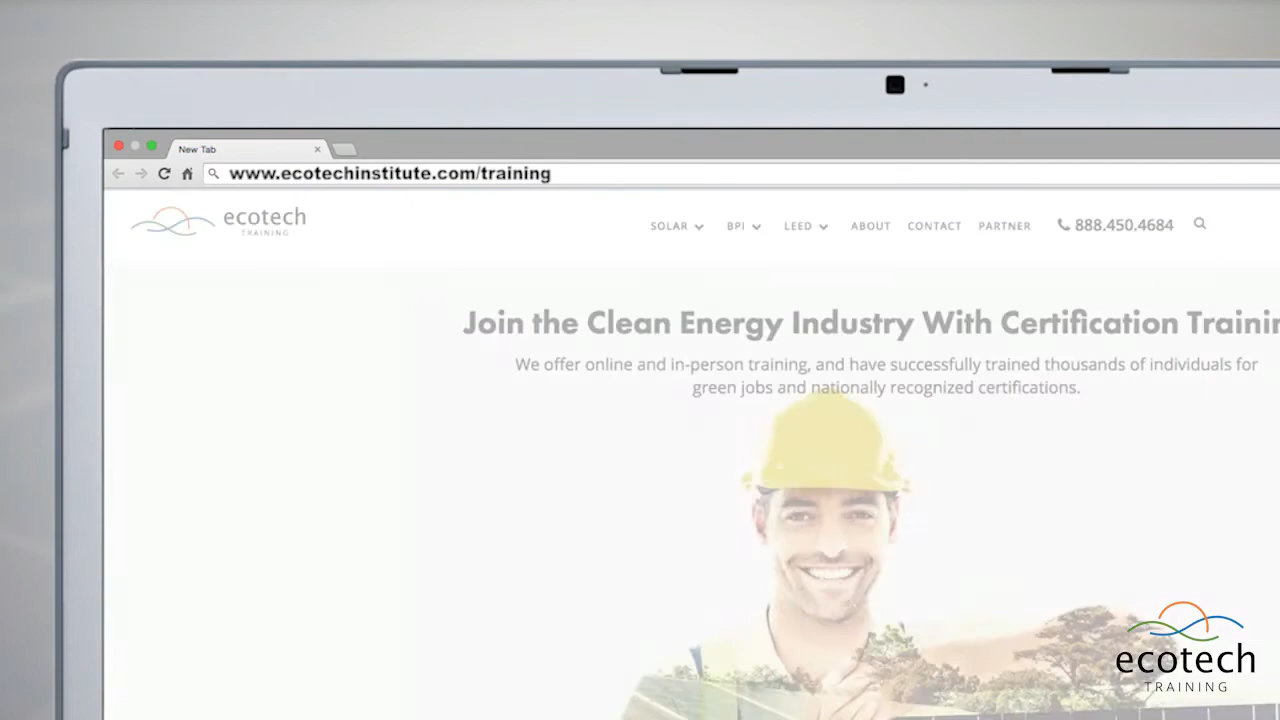 New Tab
www.ecotechinstitute.com/training
ecotech
TRAINING
SOLAR BPI LEED ABOUT CONTACT PARTNER 888.450.4684
Join the Clean Energy Industry With Certification
We offer online and in-person training, and have successfully trained thousands of individuals for
green jobs and nationally recognized certifications.
ecotech
TRAINING